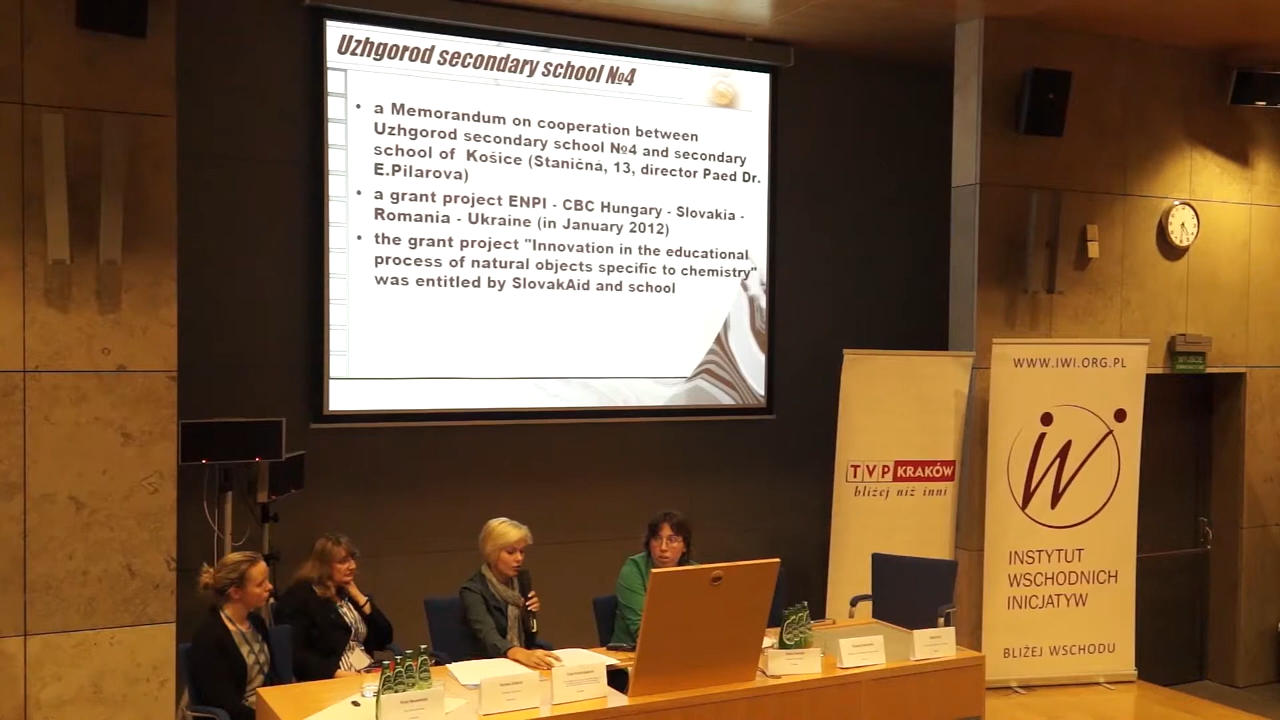 Uzhgorod secondary school №4
• a Memorandum on cooperation between
Uzhgorod secondary school №4 and secondary
school of Košice (Staničná, 13, director Paed Dr.
E.Pilarova)
• a grant project ENPI - CBC Hungary - Slovakia -
Romania - Ukraine (in January 2012)
• the grant project "Innovation in the educational
process of natural objects specific to chemistry"
was entitled by SlovakAid and school
TVP KRAKÓW
bliżej niż inni
WWW.IWI.ORG.PL
iW
INSTYTUT
WSCHODNICH
INICJATYW
BLIŻEJ WSCHODU
WYJŚCIE